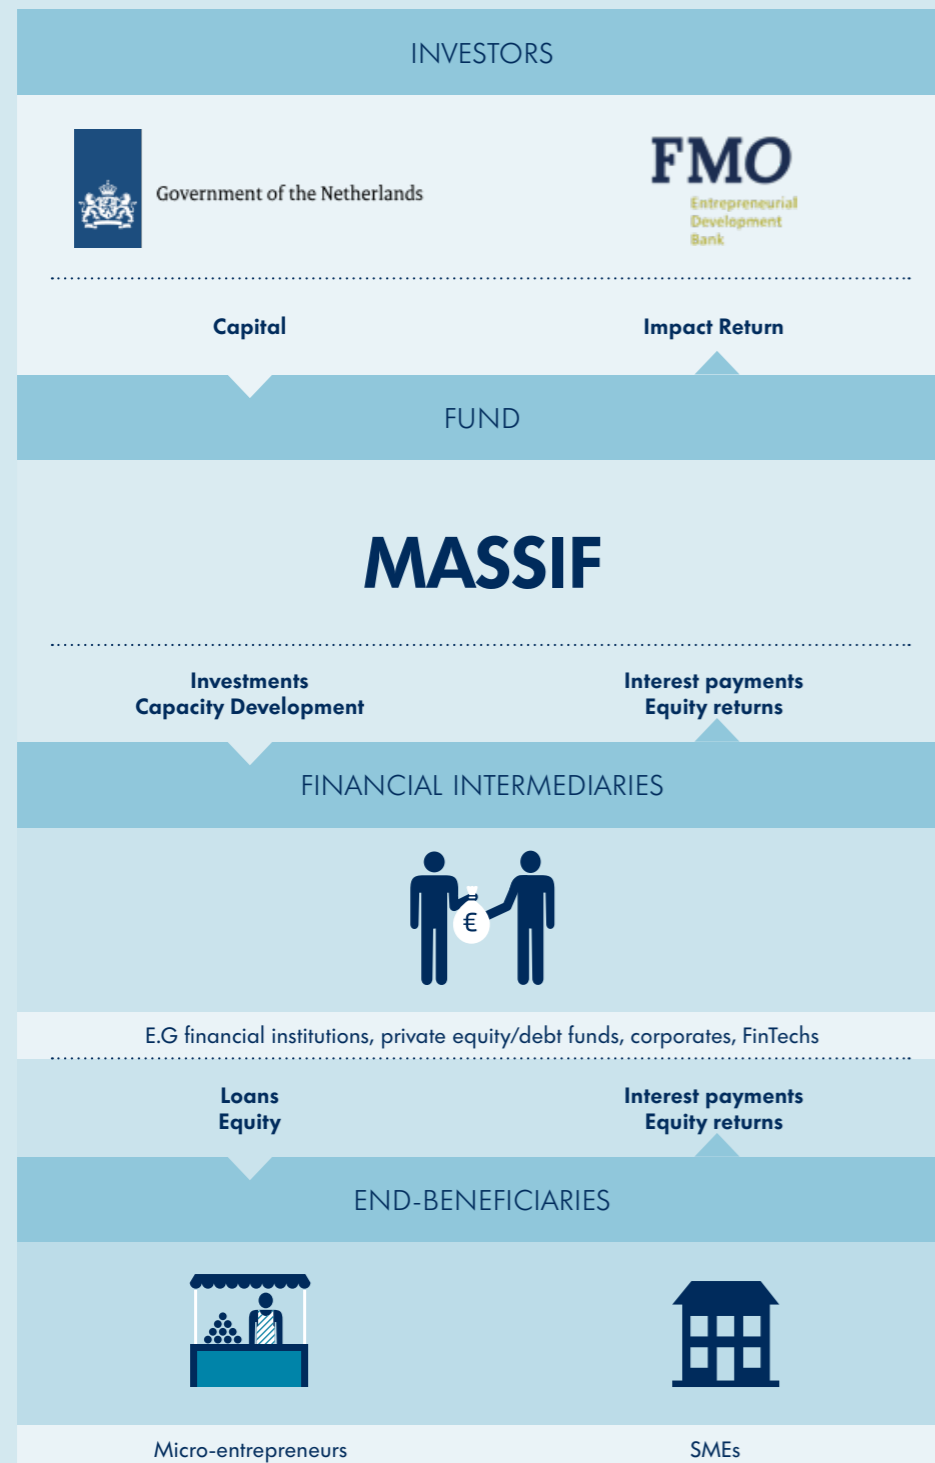 INVESTORS
Government of the Netherlands
FMO
Entrepreneurial
Development
Bank
Capital
Impact Return
FUND
MASSIF
Investments
Capacity Development
Interest payments
Equity returns
FINANCIAL INTERMEDIARIES
€
E.G financial institutions, private equity/debt funds, corporates, FinTechs
Loans
Equity
Interest payments
Equity returns
END-BENEFICIARIES
Micro-entrepreneurs
SMEs